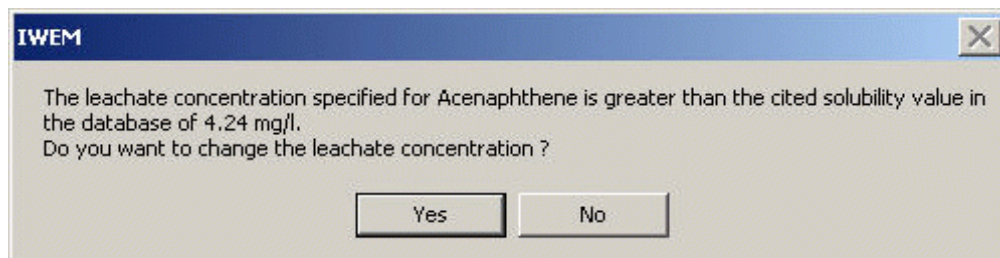 IWEM
The leachate concentration specified for Acenaphthene is greater than the cited solubility value in
the database of 4.24 mg/l.
Do you want to change the leachate concentration ?
Yes No